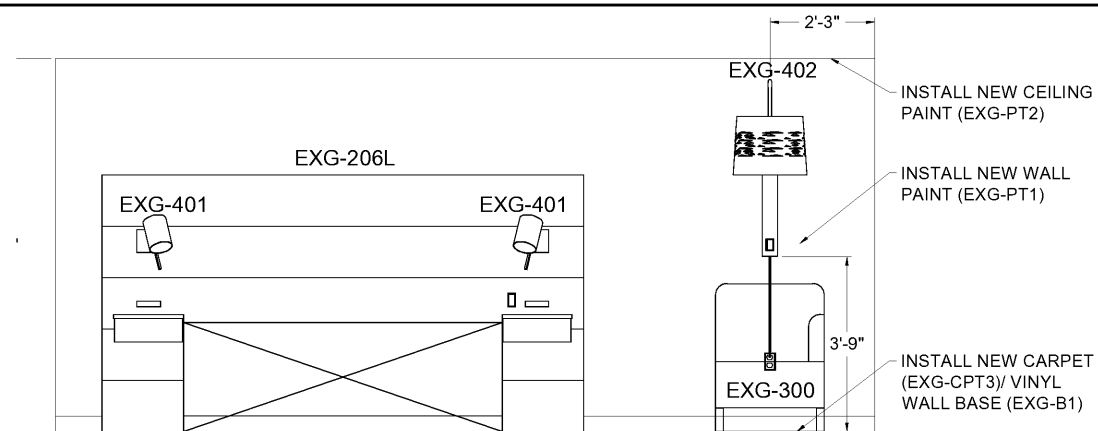 2'-3"
EXG-402
INSTALL NEW CEILING
PAINT (EXG-PT2)
EXG-206L
INSTALL NEW WALL
PAINT (EXG-PT1)
EXG-401
EXG-401
3'-9"
INSTALL NEW CARPET
(EXG-CPT3)/ VINYL
WALL BASE (EXG-B1)
EXG-300